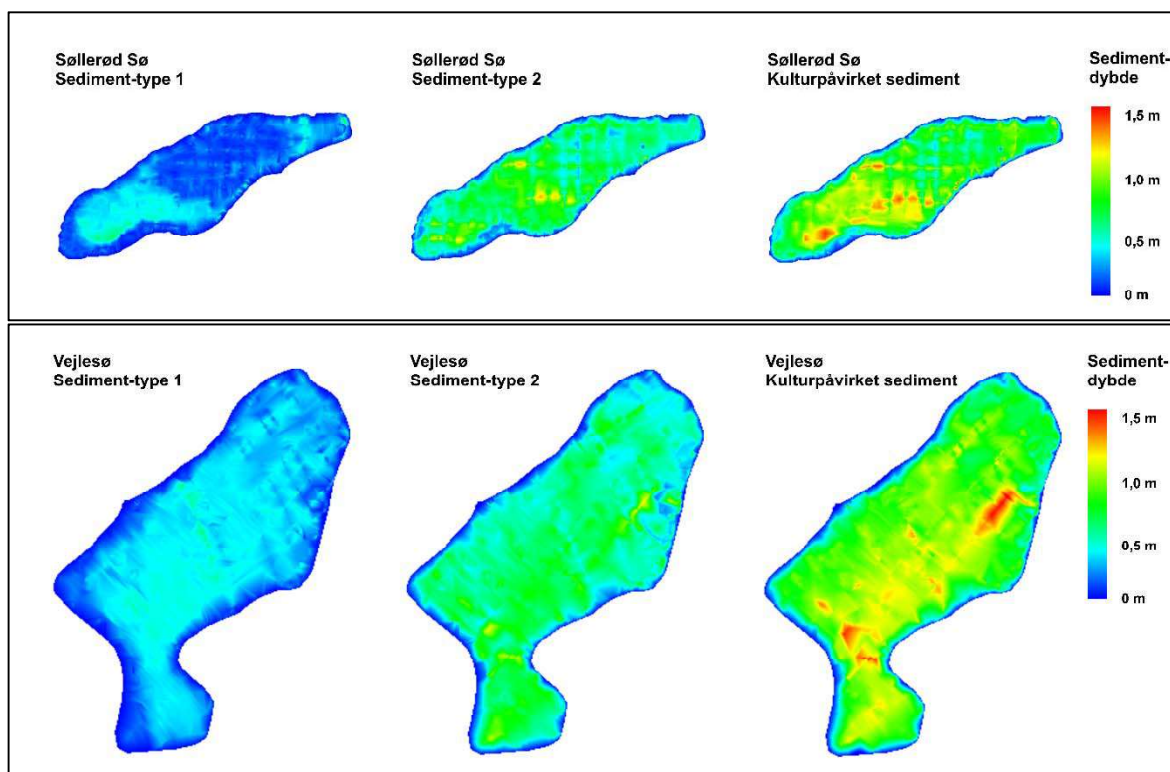 Søllerød Sø
Sediment-type 1
Søllerød Sø
Sediment-type 2
Søllerød Sø
Kulturpåvirket sediment
Sediment-
dybde
1,5 m
1,0 m
0,5 m
0 m
Vejlesø
Sediment-type 1
Vejlesø
Sediment-type 2
Vejlesø
Kulturpåvirket sediment
Sediment-
dybde
1,5 m
1,0 m
0,5 m
0 m